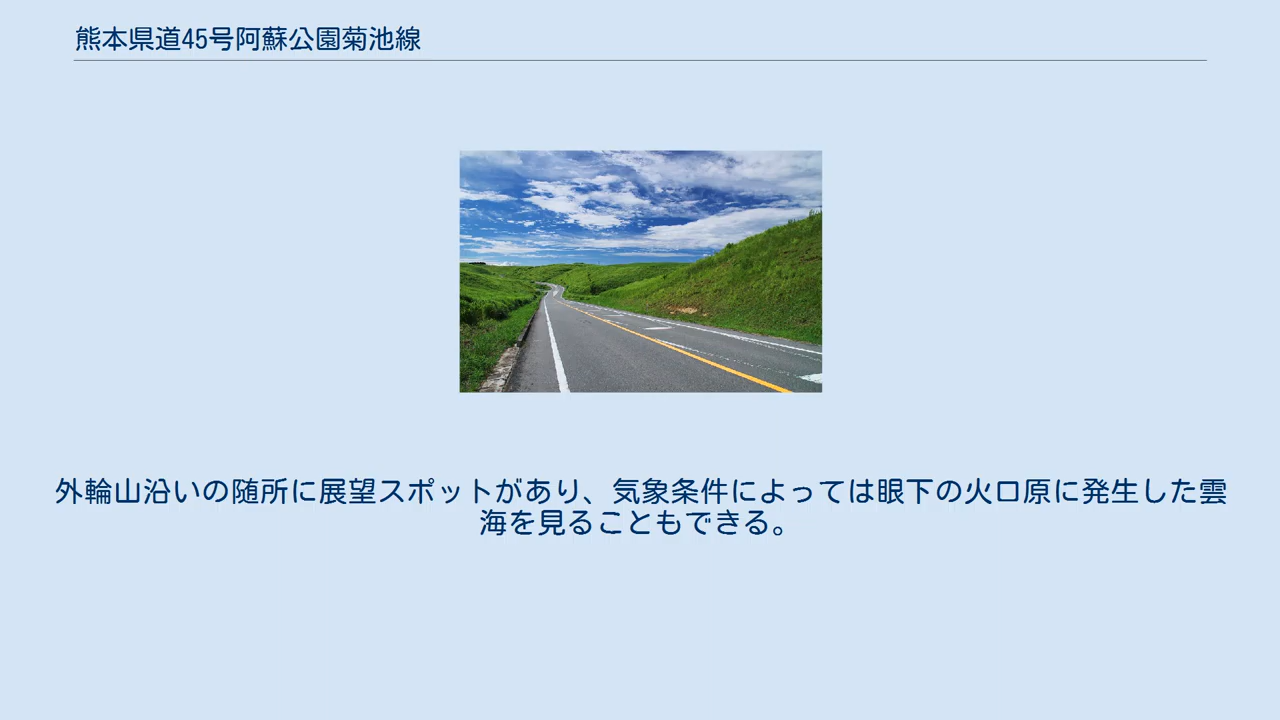 熊本県道45号阿蘇公園菊池線
外輪山沿いの随所に展望スポットがあり、気象条件によっては眼下の火口原に発生した雲
海を見ることもできる。